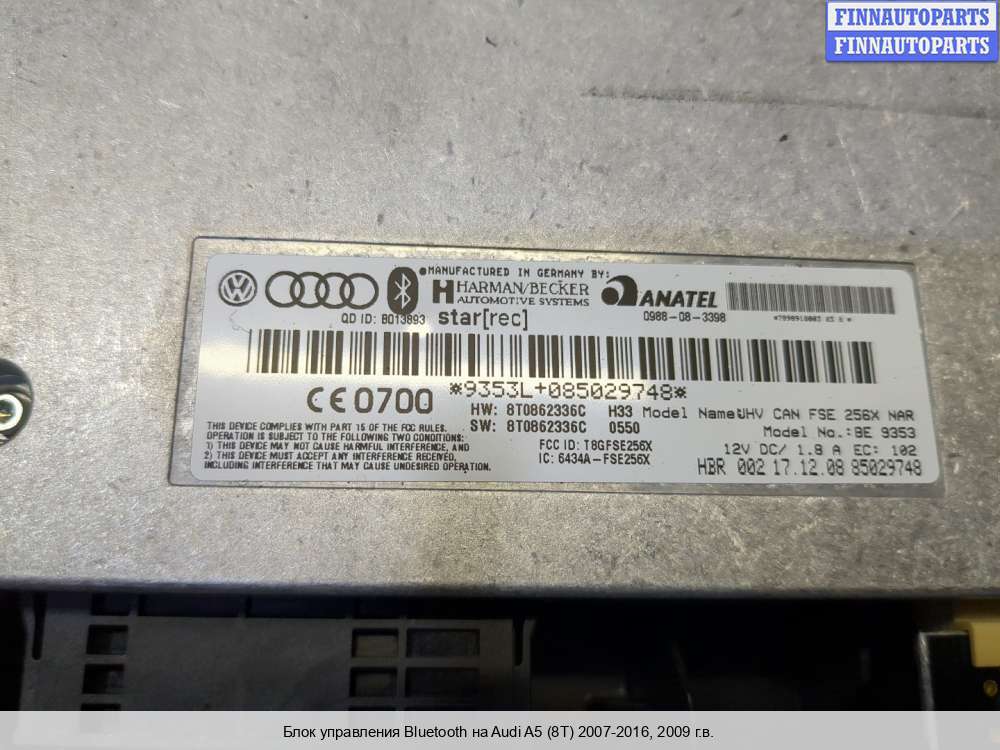 FINNAUTOPARTS
FINNAUTOPARTS
MANUFACTURED IN GERMANY BY:
HARMAN/BECKER
AUTOMOTIVE SYSTEMS
ANATEL
QD ID: B013893
star[rec]
0988-08-3398
*9353L+085029748*
CE 0700
HW: 8T0862336C H33
SW: 8T0862336C 0550
Model Name:UHV CAN FSE 256X NAR
Model No.:BE 9353
THIS DEVICE COMPLIES WITH PART 15 OF THE FCC RULES.
OPERATION IS SUBJECT TO THE FOLLOWING TWO CONDITIONS:
1) THIS DEVICE MAY NOT CAUSE HARMFUL INTERFERENCE, AND
2) THIS DEVICE MUST ACCEPT ANY INTERFERENCE RECEIVED,
INCLUDING INTERFERENCE THAT MAY CAUSE UNDESIRED OPERATION.
FCC ID: T8GFSE256X
IC: 6434A-FSE256X
12V DC/ 1.8 A EC: 102
HBR 002 17.12.08 85029748
Блок управления Bluetooth на Audi A5 (8T) 2007-2016, 2009 г.в.